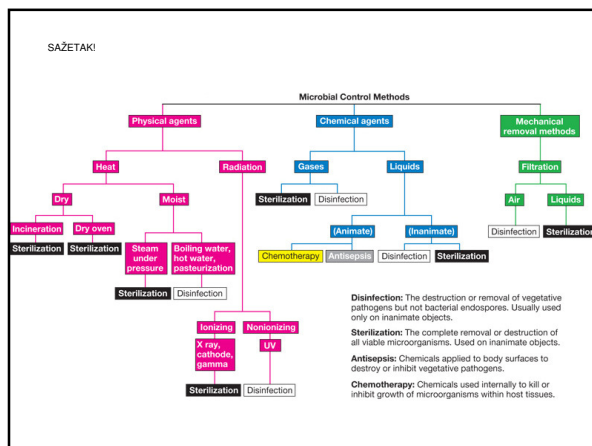 SAŽETAK!
Microbial Control Methods
Physical agents
Chemical agents
Mechanical
removal methods
Heat
Radiation
Gases
Liquids
Filtration
Dry
Moist
Sterilization
Disinfection
Air
Liquids
Incineration
Dry oven
Steam
under
pressure
Boiling water,
hot water,
pasteurization
(Animate)
(Inanimate)
Disinfection
Sterilization
Sterilization
Sterilization
Chemotherapy
Antisepsis
Disinfection
Sterilization
Sterilization
Disinfection
Ionizing
Nonionizing
X ray,
cathode,
gamma
UV
Sterilization
Disinfection
Disinfection: The destruction or removal of vegetative
pathogens but not bacterial endospores. Usually used
only on inanimate objects.
Sterilization: The complete removal or destruction of
all viable microorganisms. Used on inanimate objects.
Antisepsis: Chemicals applied to body surfaces to
destroy or inhibit vegetative pathogens.
Chemotherapy: Chemicals used internally to kill or
inhibit growth of microorganisms within host tissues.